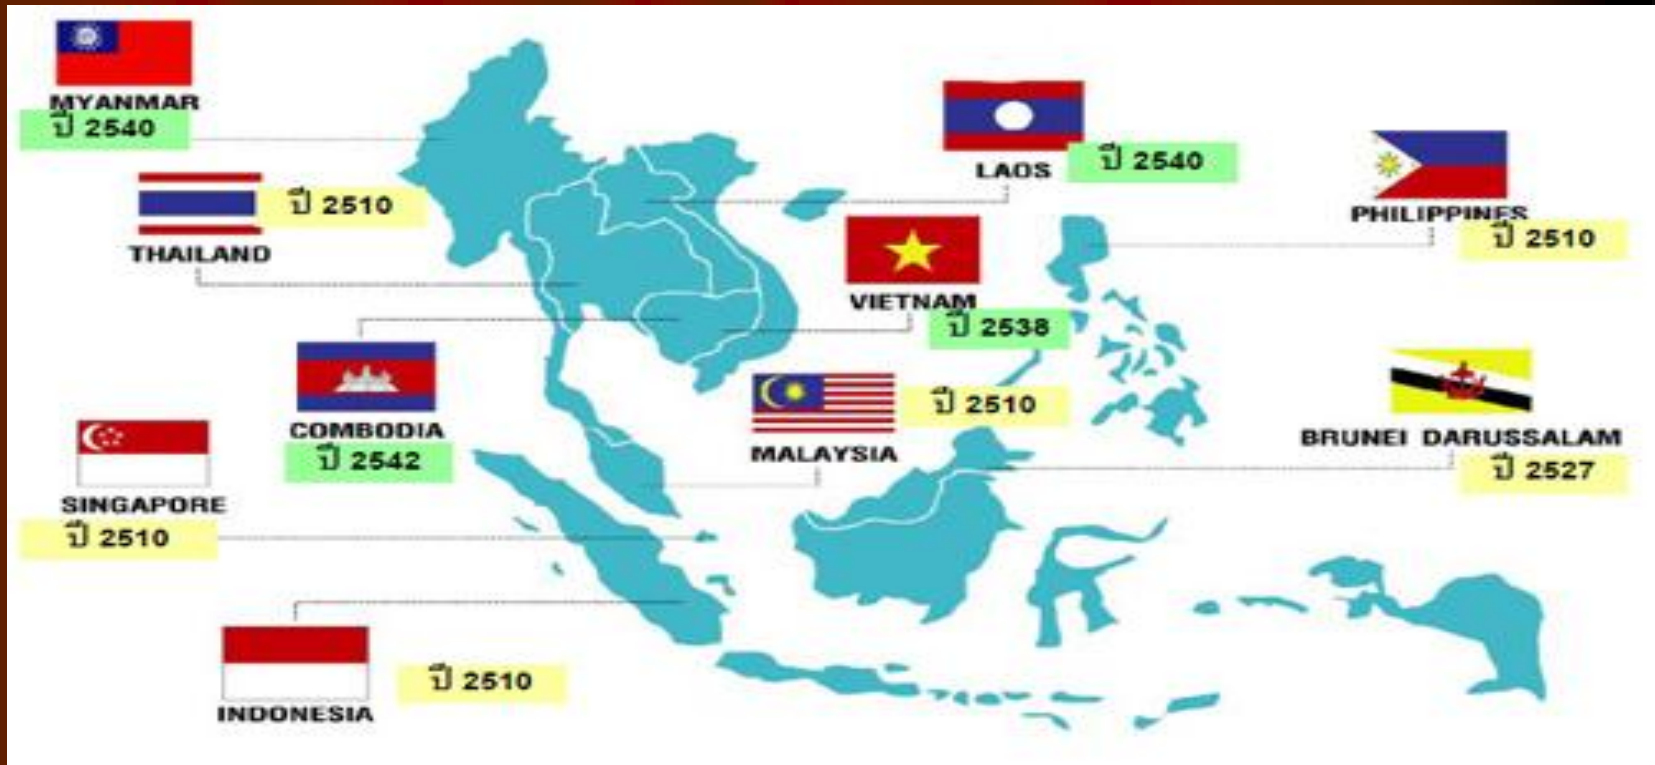 MYANMAR
ปี 2540
THAILAND
ปี 2510
LAOS
ปี 2540
PHILIPPINES
ปี 2510
VIETNAM
ปี 2538
COMBODIA
ปี 2542
MALAYSIA
ปี 2510
BRUNEI DARUSSALAM
ปี 2527
SINGAPORE
ปี 2510
INDONESIA
ปี 2510